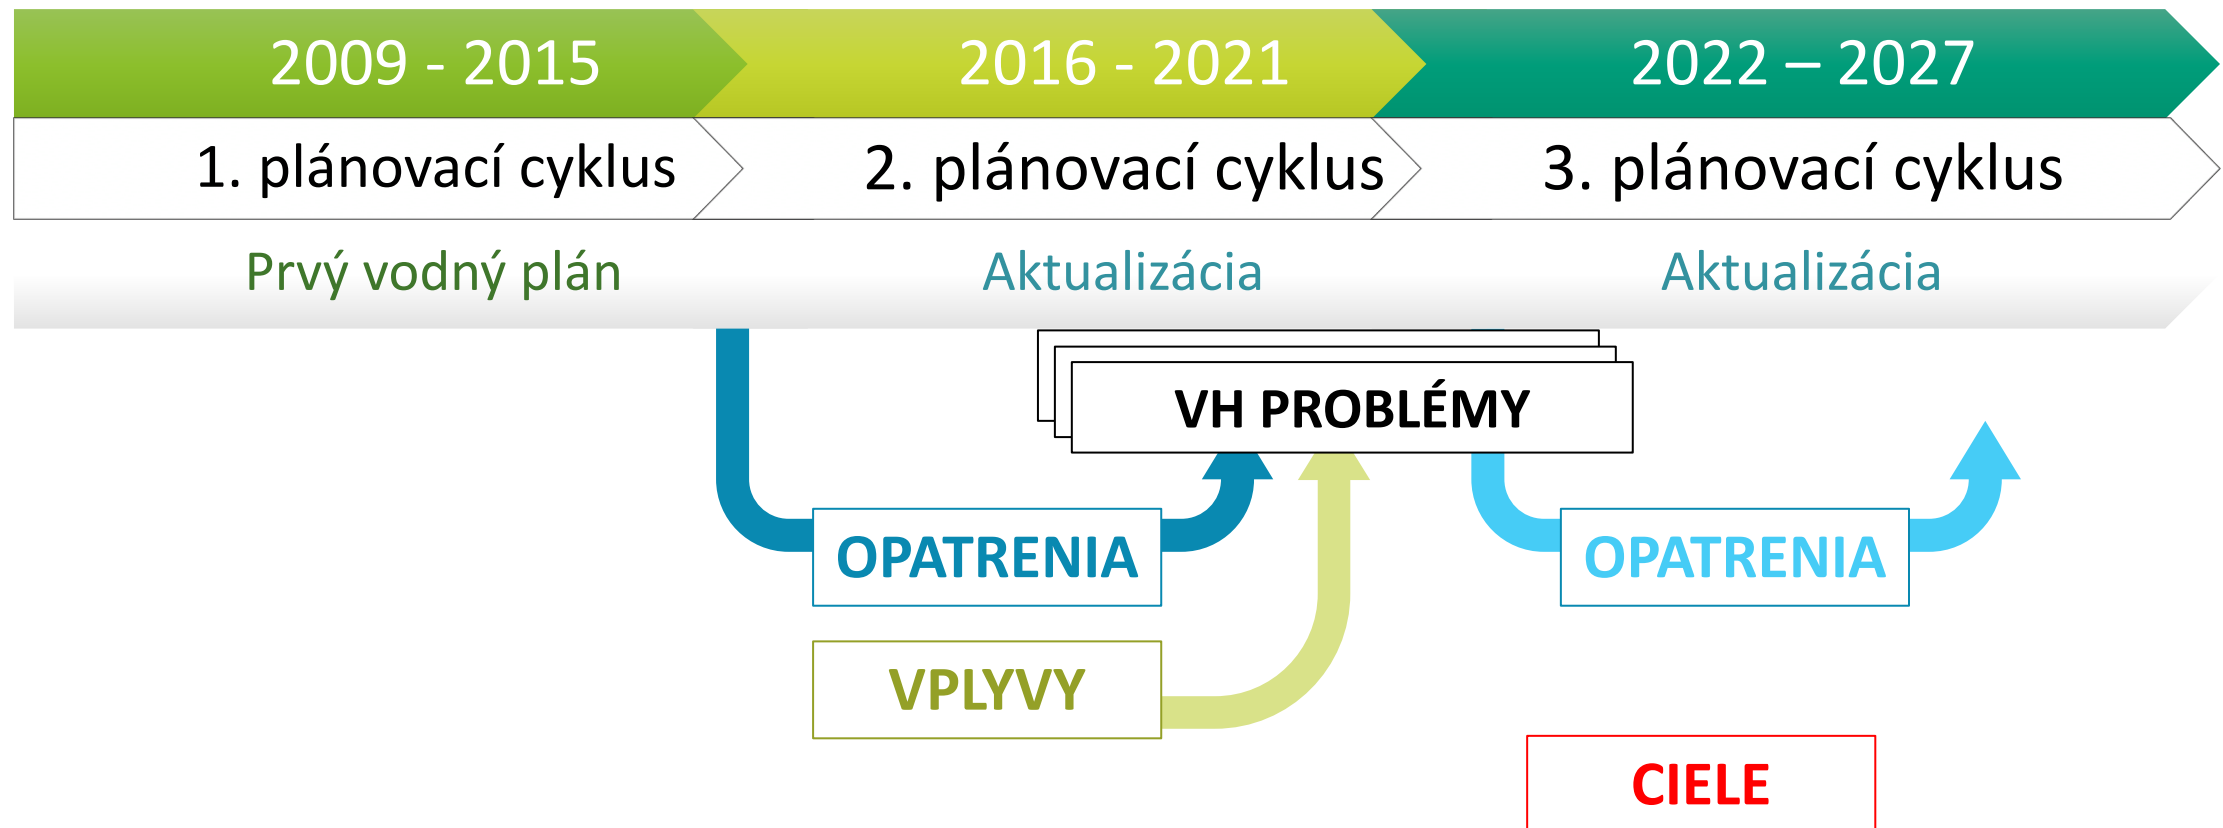 2009 - 2015
2016 - 2021
2022 – 2027
1. plánovací cyklus
2. plánovací cyklus
3. plánovací cyklus
Prvý vodný plán
Aktualizácia
Aktualizácia
VH PROBLÉMY
OPATRENIA
OPATRENIA
VPLYVY
CIELE